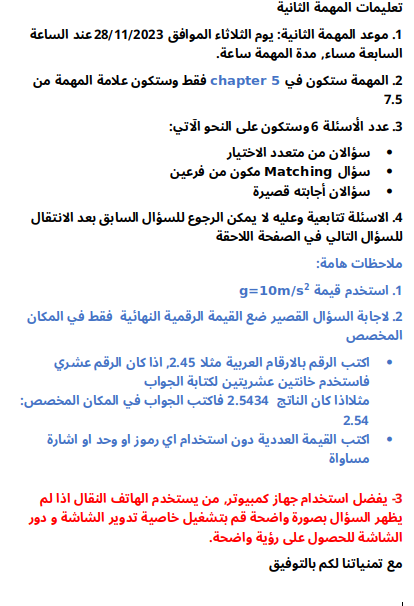 تعليمات المهمة الثانية
1. موعد المهمة الثانية: يوم الثلاثاء الموافق 28/11/2023 عند الساعة
السابعة مساء, مدة المهمة ساعة.
2. المهمة ستكون في chapter 5 فقط وستكون علامة المهمة من
7.5
3. عدد الأسئلة 6 وستكون على النحو الآتي:
• سؤالان من متعدد الاختيار
• سؤال Matching مكون من فرعين
• سؤالان أجابته قصيرة
4. الاسئلة تتابعية وعليه لا يمكن الرجوع للسؤال السابق بعد الانتقال
للسؤال التالي في الصفحة اللاحقة
ملاحظات هامة:
1. استخدم قيمة g=10m/s²
2. لاجابة السؤال القصير ضع القيمة الرقمية النهائية فقط في المكان
المخصص
• اكتب الرقم بالارقام العربية مثلا 2.45, اذا كان الرقم عشري
فاستخدم خانتين عشريتين لكتابة الجواب
مثلااذا كان الناتج 2.5434 فاكتب الجواب في المكان المخصص:
2.54
• اكتب القيمة العددية دون استخدام اي رموز او وحد او اشارة
مساواة
3- يفضل استخدام جهاز كمبيوتر, من يستخدم الهاتف النقال اذا لم
يظهر السؤال بصورة واضحة قم بتشغيل خاصية تدوير الشاشة و دور
الشاشة للحصول على رؤية واضحة.
مع تمنياتنا لكم بالتوفيق